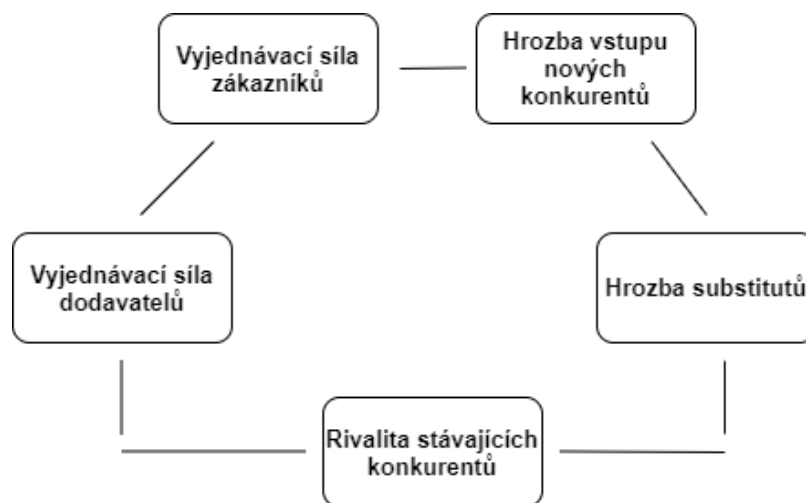 Vyjednávací síla
zákazníků
Hrozba vstupu
nových
konkurentů
Vyjednávací síla
dodavatelů
Hrozba substitutů
Rivalita stávajících
konkurentů